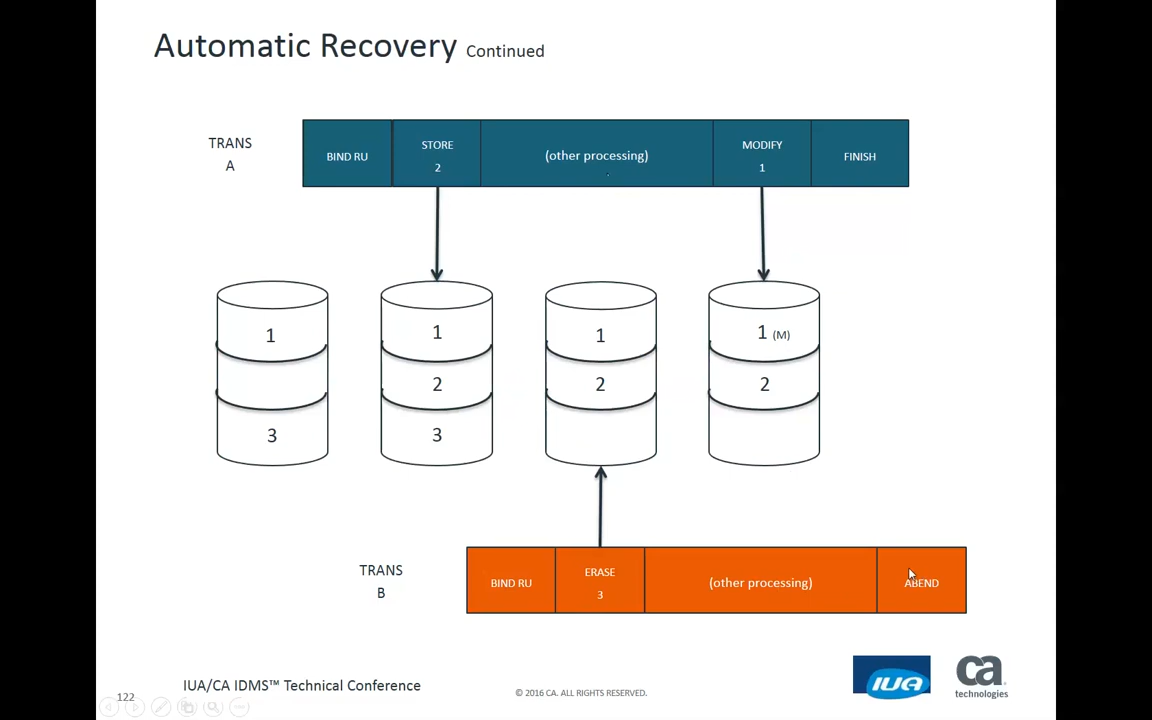 Automatic Recovery Continued
TRANS
A
BIND RU
STORE
2
(other processing)
MODIFY
1
FINISH
1
3
1
2
3
1
2
1 (M)
2
TRANS
B
BIND RU
ERASE
3
(other processing)
ABEND
122
IUA/CA IDMS™ Technical Conference
© 2016 CA. ALL RIGHTS RESERVED.
IUA
ca
technologies